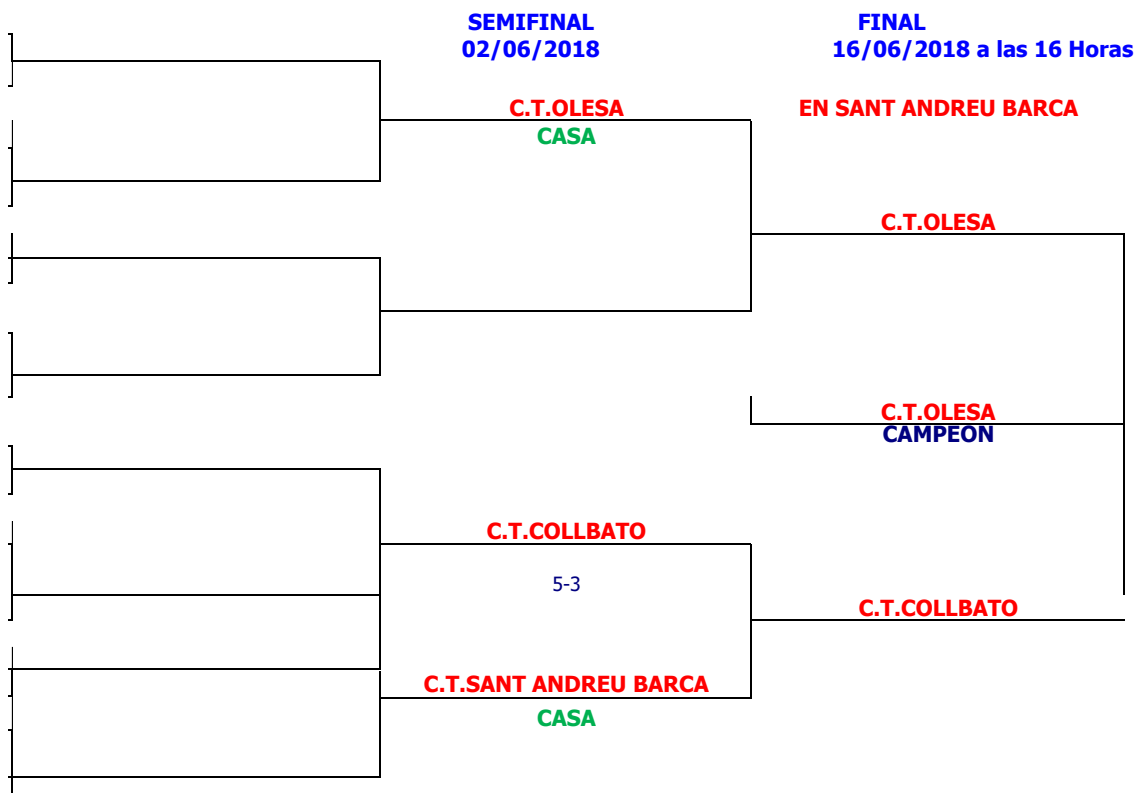 SEMIFINAL
02/06/2018
FINAL
16/06/2018 a las 16 Horas
C.T.OLESA
CASA
EN SANT ANDREU BARCA
C.T.OLESA
C.T.OLESA
CAMPEON
C.T.COLLBATO
5-3
C.T.COLLBATO
C.T.SANT ANDREU BARCA
CASA